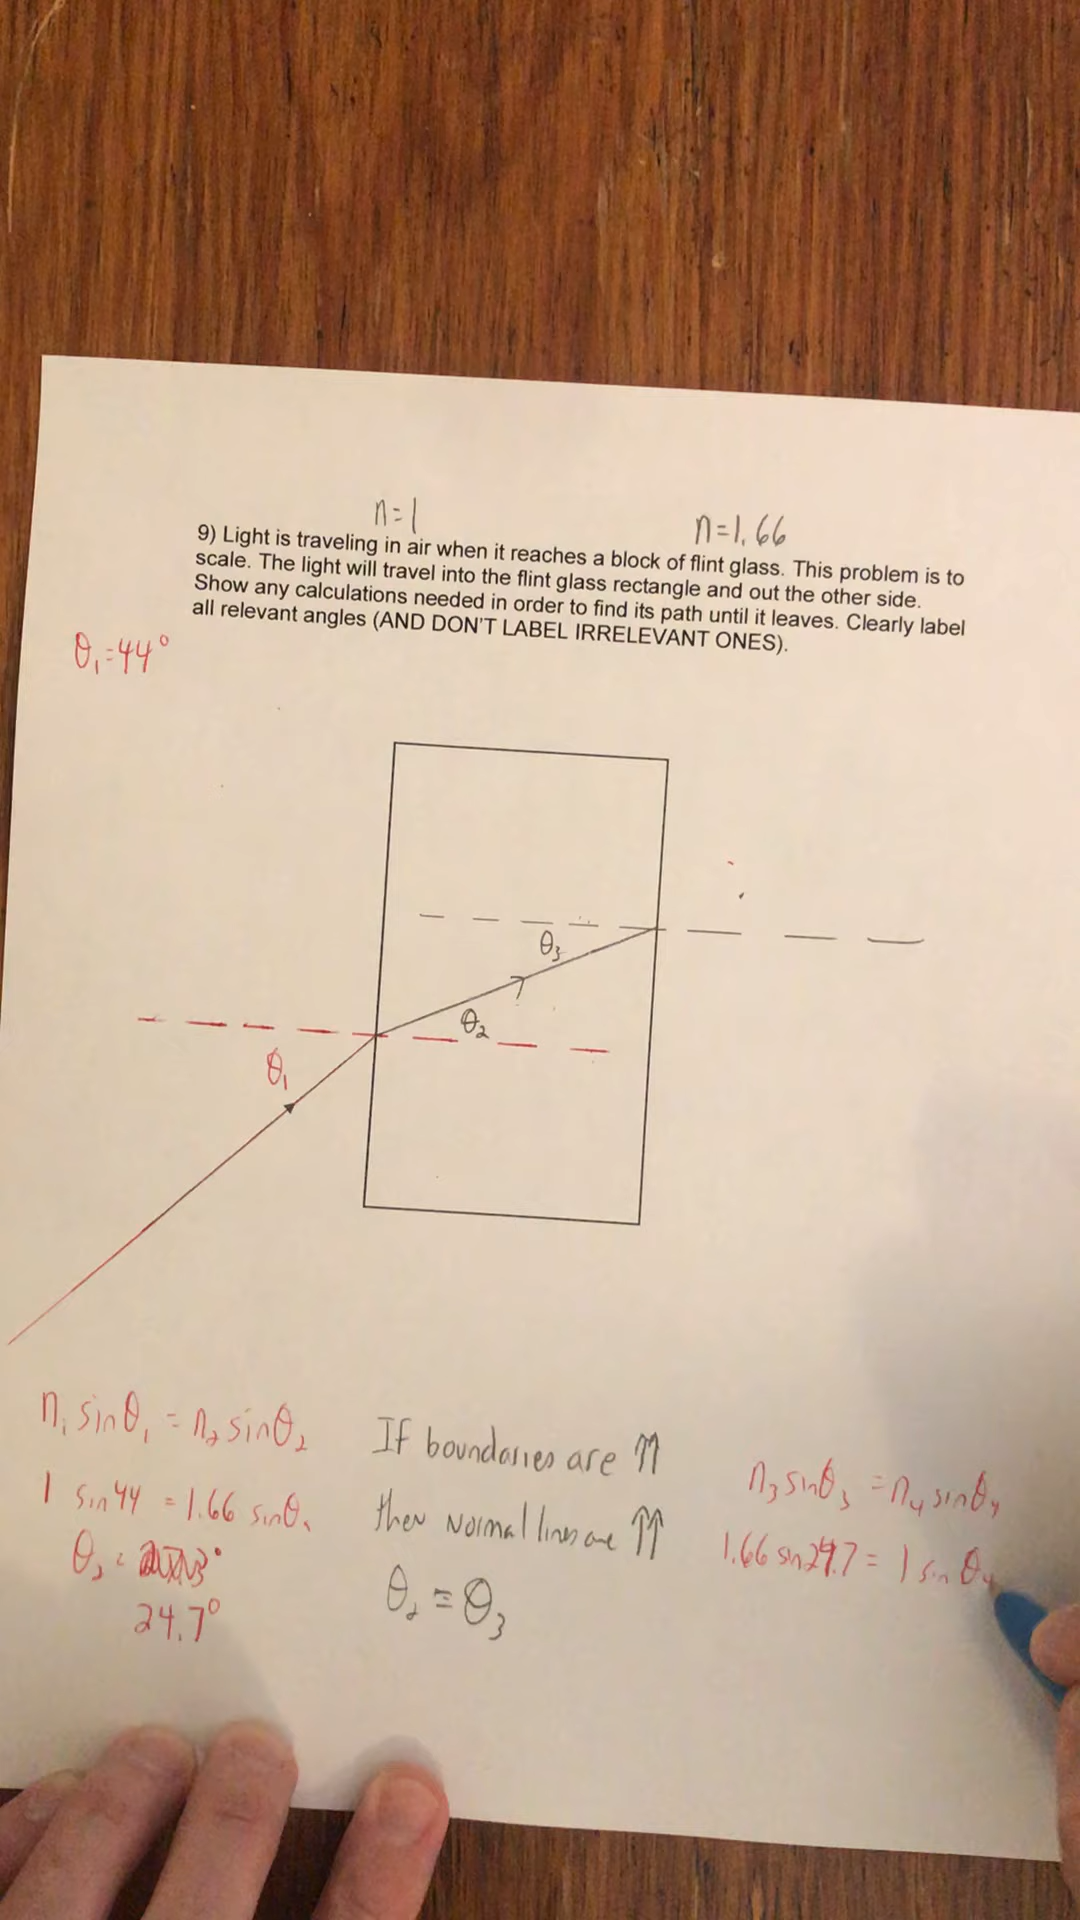 n=1
n=1.66
9) Light is traveling in air when it reaches a block of flint glass. This problem is to
scale. The light will travel into the flint glass rectangle and out the other side.
Show any calculations needed in order to find its path until it leaves. Clearly label
all relevant angles (AND DON'T LABEL IRRELEVANT ONES).
θ₁=44°
θ₃
θ₂
θ₁
n₁ sinθ₁ = n₂ sinθ₂
1 sin44 = 1.66 sinθ₂
24.7°
If boundaries are ⇈
then Normal lines are ⇈
θ₂ = θ₃
n₃ sinθ₃ = n₄ sinθ₄
1.66 sin 24.7 = 1 sin θ₄